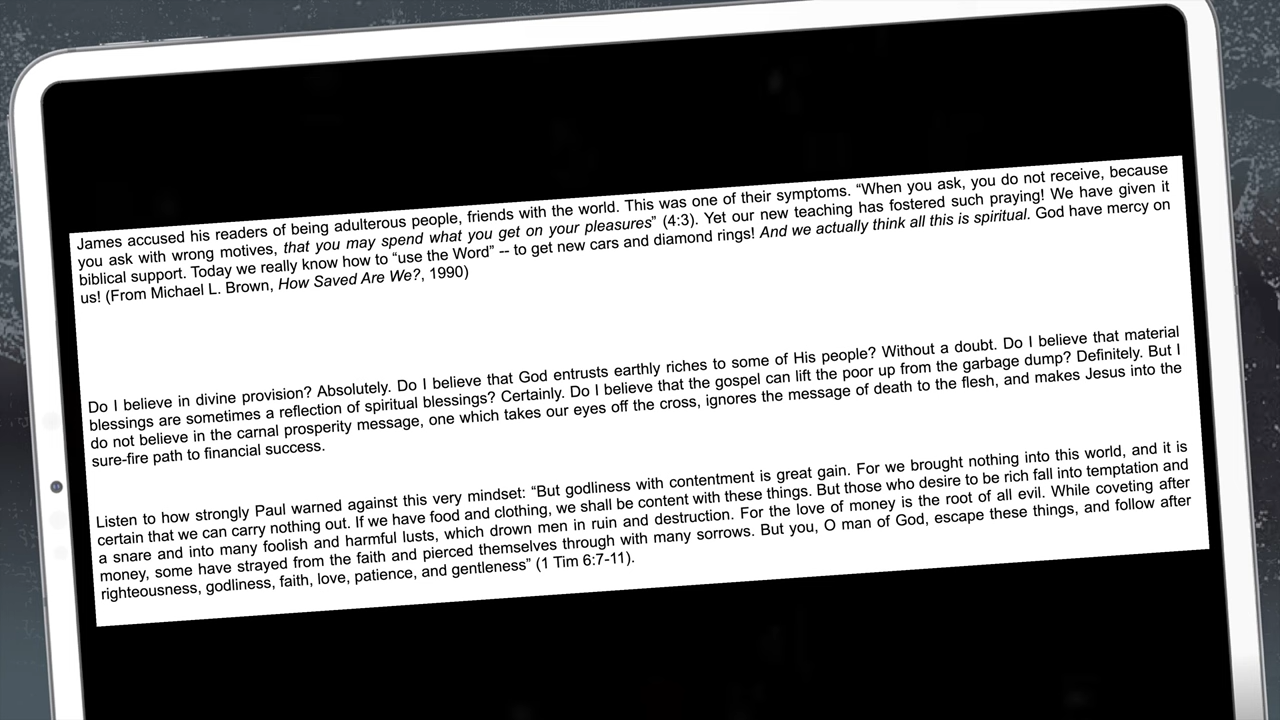 James accused his readers of being adulterous people, friends with the world. This was one of their symptoms. “When you ask, you do not receive, because
you ask with wrong motives, that you may spend what you get on your pleasures” (4:3). Yet our new teaching has fostered such praying! We have given it
biblical support. Today we really know how to “use the Word” -- to get new cars and diamond rings! And we actually think all this is spiritual. God have mercy on
us! (From Michael L. Brown, How Saved Are We?, 1990)
Do I believe in divine provision? Absolutely. Do I believe that God entrusts earthly riches to some of His people? Without a doubt. Do I believe that material
blessings are sometimes a reflection of spiritual blessings? Certainly. Do I believe that the gospel can lift the poor up from the garbage dump? Definitely. But I
do not believe in the carnal prosperity message, one which takes our eyes off the cross, ignores the message of death to the flesh, and makes Jesus into the
sure-fire path to financial success.
Listen to how strongly Paul warned against this very mindset: “But godliness with contentment is great gain. For we brought nothing into this world, and it is
certain that we can carry nothing out. If we have food and clothing, we shall be content with these things. But those who desire to be rich fall into temptation and
a snare and into many foolish and harmful lusts, which drown men in ruin and destruction. For the love of money is the root of all evil. While coveting after
money, some have strayed from the faith and pierced themselves through with many sorrows. But you, O man of God, escape these things, and follow after
righteousness, godliness, faith, love, patience, and gentleness” (1 Tim 6:7-11).